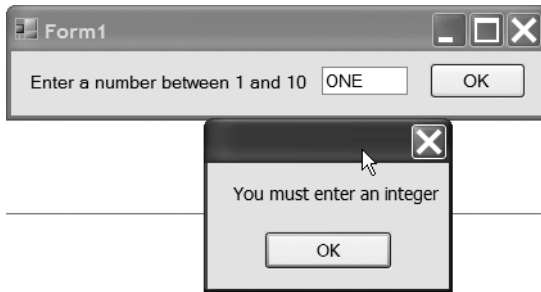 Form1
Enter a number between 1 and 10 ONE OK
You must enter an integer
OK